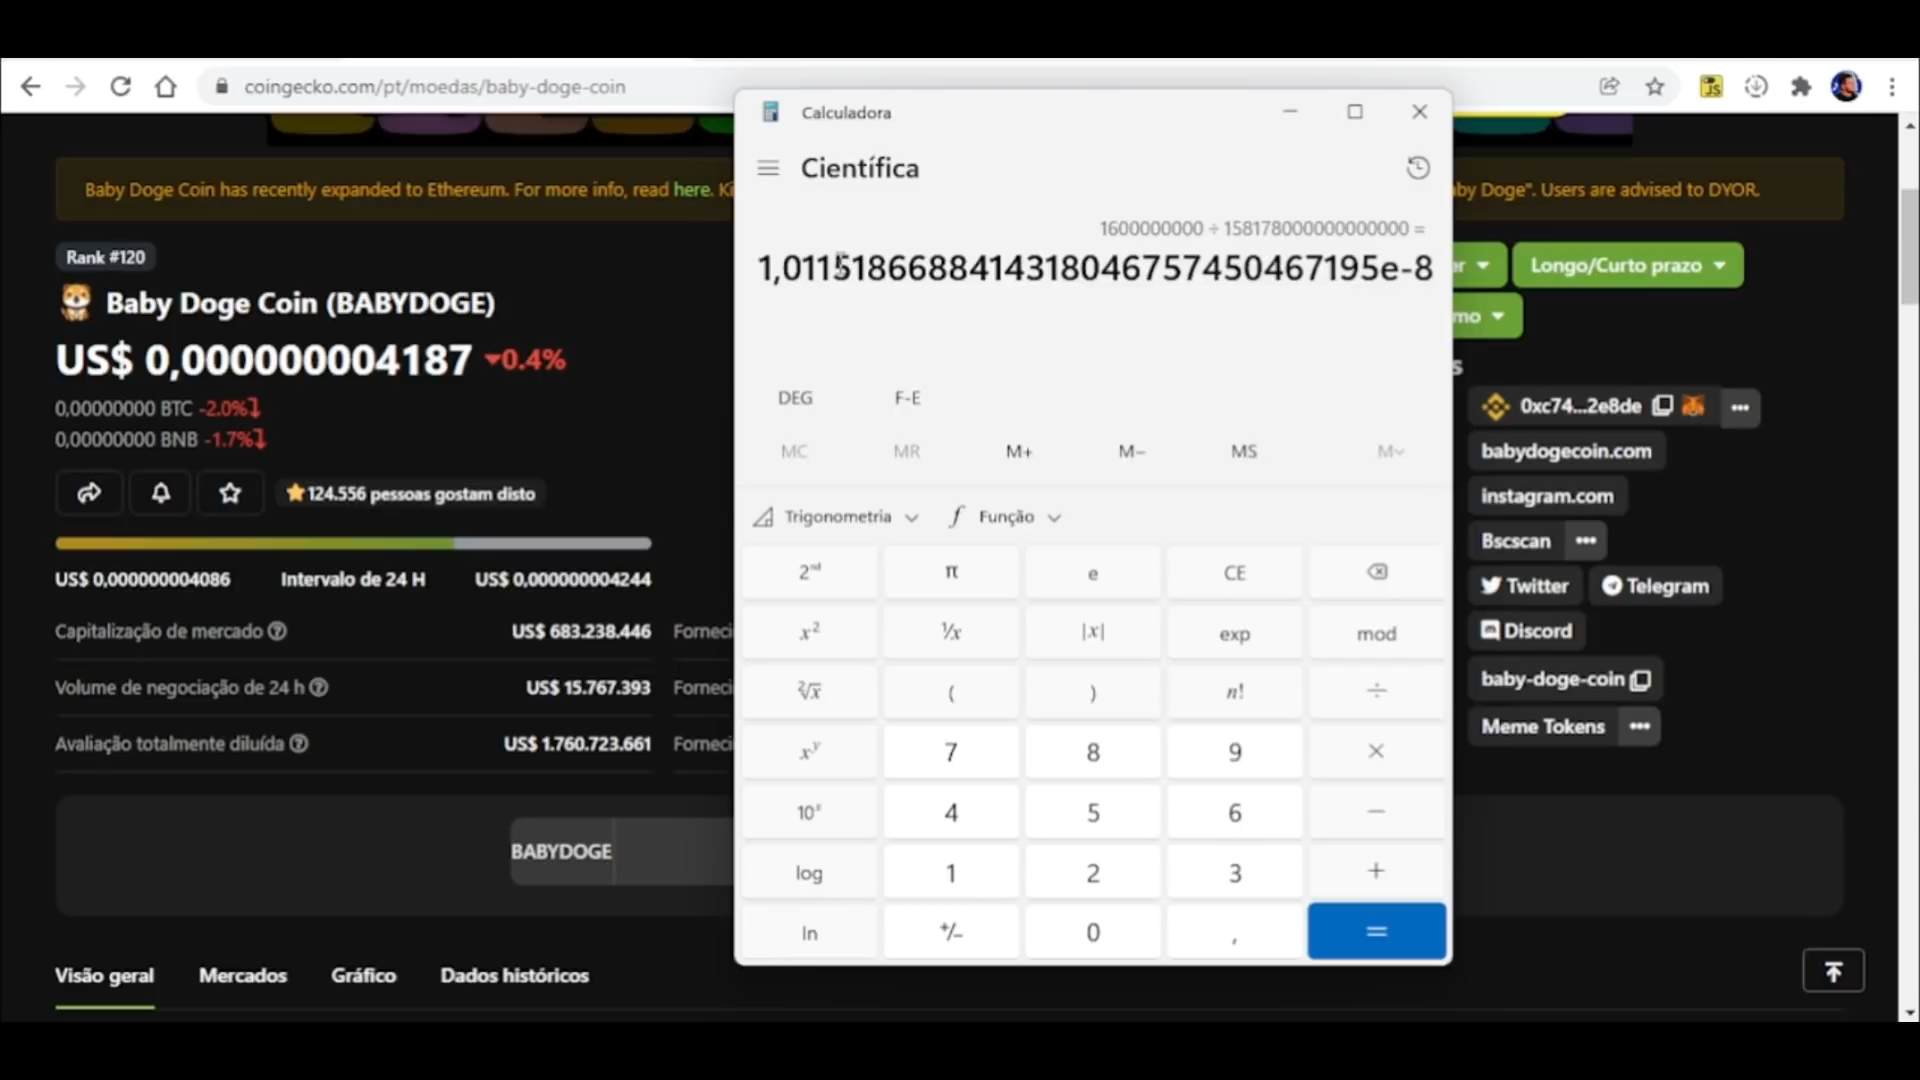 coingecko.com/pt/moedas/baby-doge-coin
Calculadora
Científica
Baby Doge Coin has recently expanded to Ethereum. For more info, read here.
Doge". Users are advised to DYOR.
1600000000 ÷ 158178000000000000 =
1,0115186688414318046757450467195e-8
Rank #120
Baby Doge Coin (BABYDOGE)
Longo/Curto prazo
US$ 0,000000004187 0.4%
0,00000000 BTC -2.0%
0,00000000 BNB -1.7%
DEG F-E
0xc74...2e8de
MC MR M+ M− MS M
babydogecoin.com
124.556 pessoas gostam disto
instagram.com
Trigonometria Função
Bscscan
US$ 0,000000004086 Intervalo de 24 H US$ 0,000000004244
2nd π e CE
Twitter Telegram
Capitalização de mercado US$ 683.238.446
x² ¹/x |x| exp mod
Discord
Volume de negociação de 24 h US$ 15.767.393
²√x ( ) n! ÷
baby-doge-coin
Avaliação totalmente diluída US$ 1.760.723.661
xʸ 7 8 9 ×
Meme Tokens
10ˣ 4 5 6 −
BABYDOGE
log 1 2 3 +
ln +/− 0 , =
Visão geral Mercados Gráfico Dados históricos